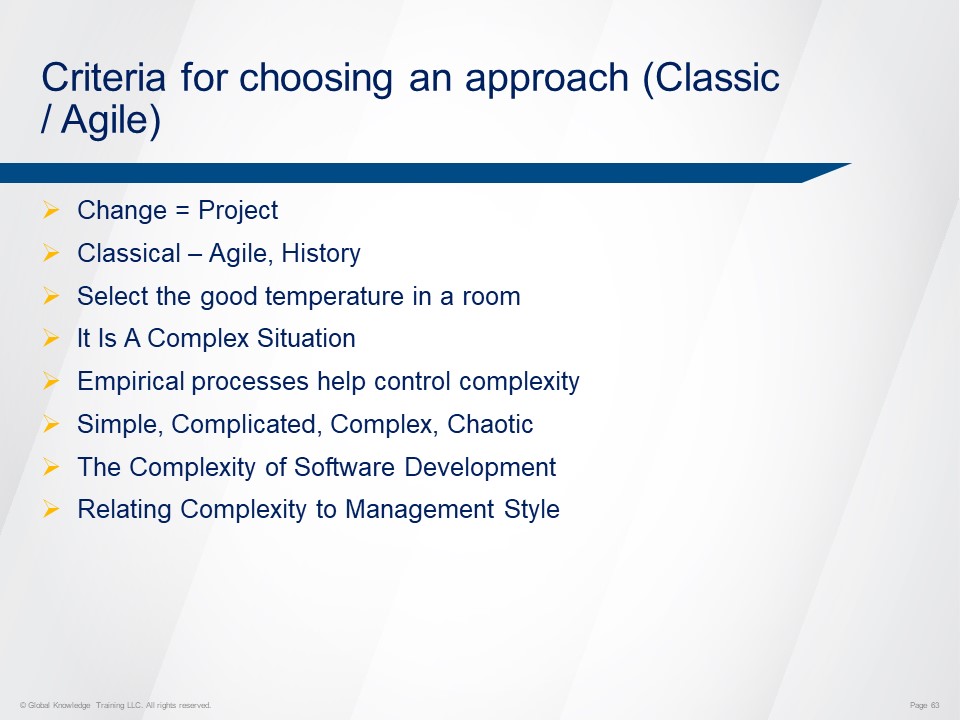 Criteria for choosing an approach (Classic
/ Agile)
Change = Project
Classical – Agile, History
Select the good temperature in a room
It Is A Complex Situation
Empirical processes help control complexity
Simple, Complicated, Complex, Chaotic
The Complexity of Software Development
Relating Complexity to Management Style
© Global Knowledge Training LLC. All rights reserved.
Page 63